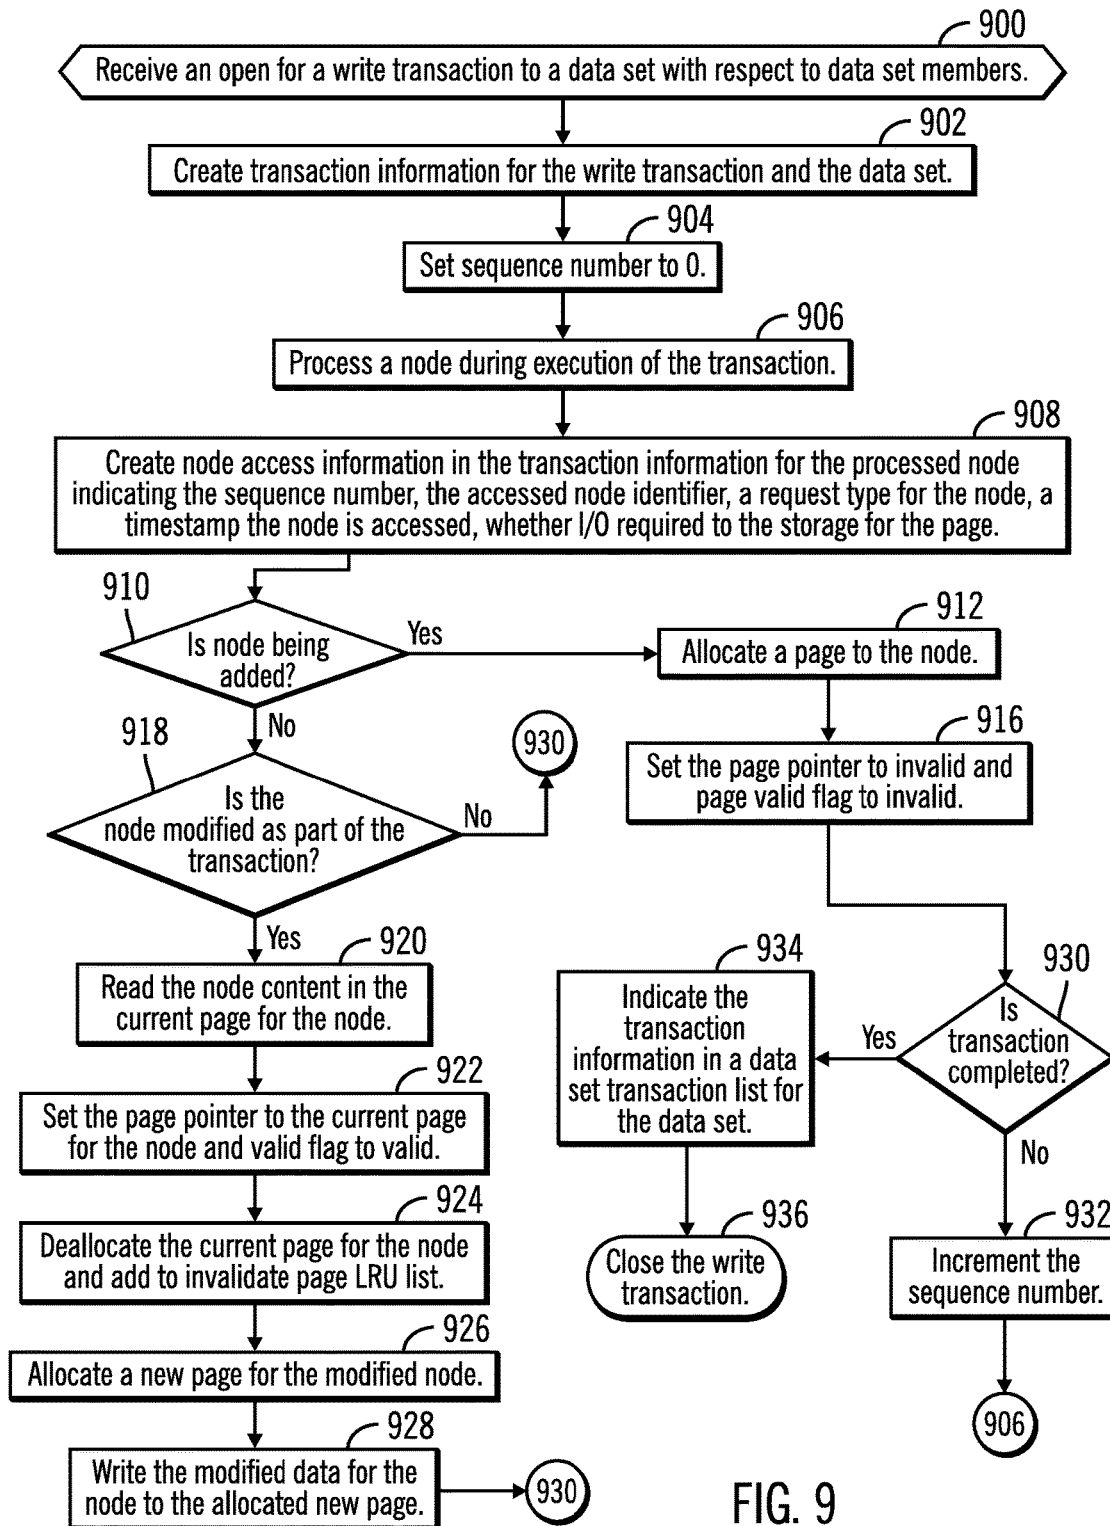 900
Receive an open for a write transaction to a data set with respect to data set members.
902
Create transaction information for the write transaction and the data set.
904
Set sequence number to 0.
906
Process a node during execution of the transaction.
908
Create node access information in the transaction information for the processed node
indicating the sequence number, the accessed node identifier, a request type for the node, a
timestamp the node is accessed, whether I/O required to the storage for the page.
910
Is node being
added?
Yes
No
912
Allocate a page to the node.
916
Set the page pointer to invalid and
page valid flag to invalid.
918
Is the
node modified as part of the
transaction?
No
930
Yes
920
Read the node content in the
current page for the node.
922
Set the page pointer to the current page
for the node and valid flag to valid.
924
Deallocate the current page for the node
and add to invalidate page LRU list.
926
Allocate a new page for the modified node.
928
Write the modified data for the
node to the allocated new page.
930
930
Is
transaction
completed?
Yes
No
934
Indicate the
transaction
information in a data
set transaction list for
the data set.
936
Close the write
transaction.
932
Increment the
sequence number.
906
FIG. 9